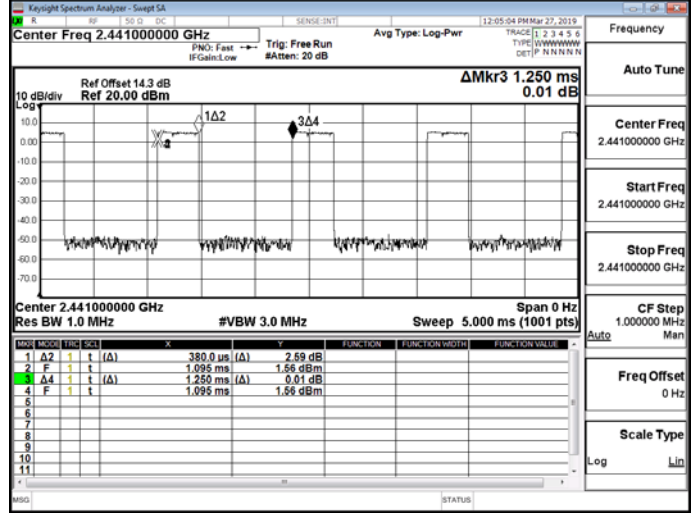 Keysight Spectrum Analyzer - Swept SA
R RF 50 Ω DC SENSE:INT 12:05:04 PM Mar 27, 2019
Center Freq 2.441000000 GHz
Avg Type: Log-Pwr
TRACE 1 2 3 4 5 6
TYPE WWWWWW
DET P N N N N N
PNO: Fast
IFGain:Low
Trig: Free Run
#Atten: 20 dB
ΔMkr3 1.250 ms
0.01 dB
Ref Offset 14.3 dB
10 dB/div Ref 20.00 dBm
Log
10.0
0.00
-10.0
-20.0
-30.0
-40.0
-50.0
-60.0
-70.0
1Δ2
3Δ4
Center 2.441000000 GHz Span 0 Hz
Res BW 1.0 MHz #VBW 3.0 MHz Sweep 5.000 ms (1001 pts)
MKR MODE TRC SCL X Y FUNCTION FUNCTION WIDTH FUNCTION VALUE
1 Δ2 1 t (Δ) 380.0 us (Δ) 2.59 dB
2 F 1 t 1.095 ms 1.56 dBm
3 Δ4 1 t (Δ) 1.250 ms (Δ) 0.01 dB
4 F 1 t 1.095 ms 1.56 dBm
5
6
7
8
9
10
11
MSG STATUS
Frequency
Auto Tune
Center Freq
2.441000000 GHz
Start Freq
2.441000000 GHz
Stop Freq
2.441000000 GHz
CF Step
1.000000 MHz
Auto Man
Freq Offset
0 Hz
Scale Type
Log Lin